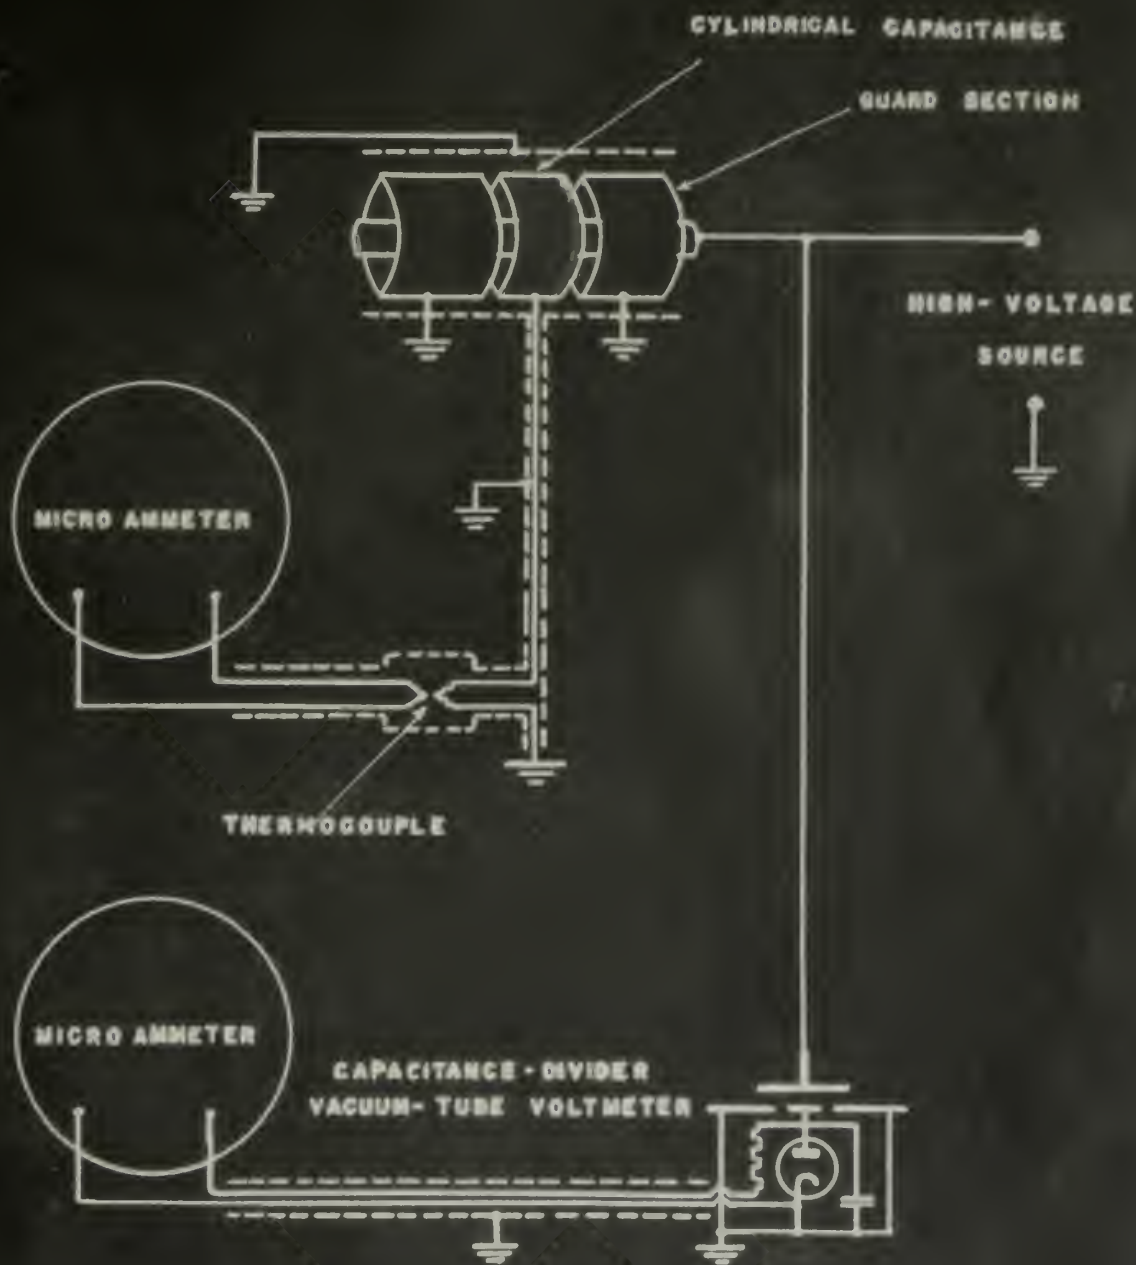 CYLINDRICAL CAPACITANCE
GUARD SECTION
HIGH-VOLTAGE
SOURCE
MICRO AMMETER
THERMOCOUPLE
MICRO AMMETER
CAPACITANCE-DIVIDER
VACUUM-TUBE VOLTMETER